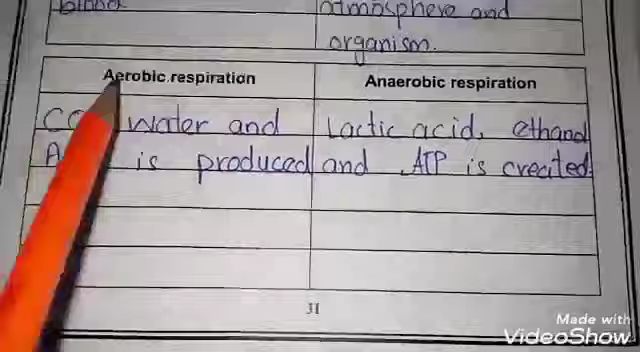 atmosphere and
organism.
Aerobic respiration Anaerobic respiration
water and Lactic acid, ethanol
is produced and ATP is created.
31
Made with
VideoShow